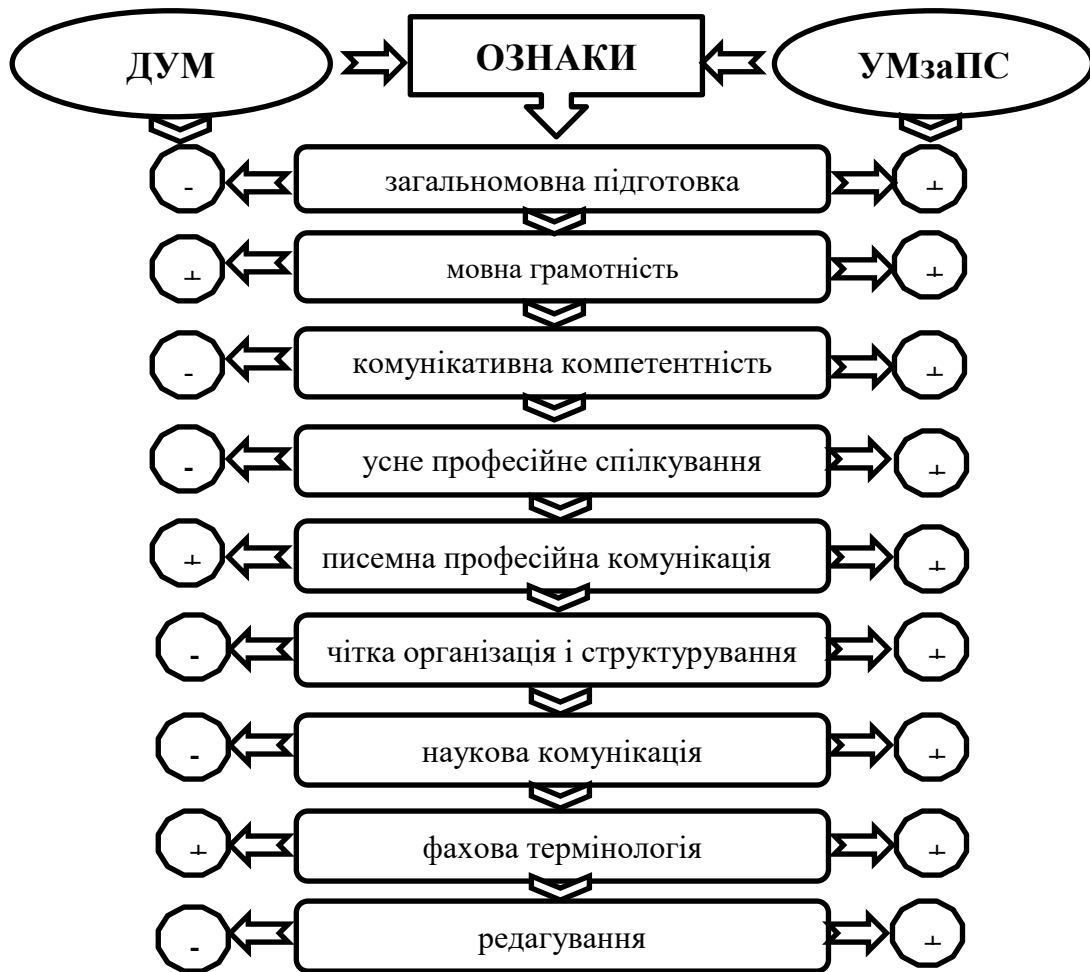 ДУМ ОЗНАКИ УМзаПС
- загальномовна підготовка +
+ мовна грамотність +
- комунікативна компетентність +
- усне професійне спілкування +
+ писемна професійна комунікація +
- чітка організація і структурування +
- наукова комунікація +
+ фахова термінологія +
- редагування +